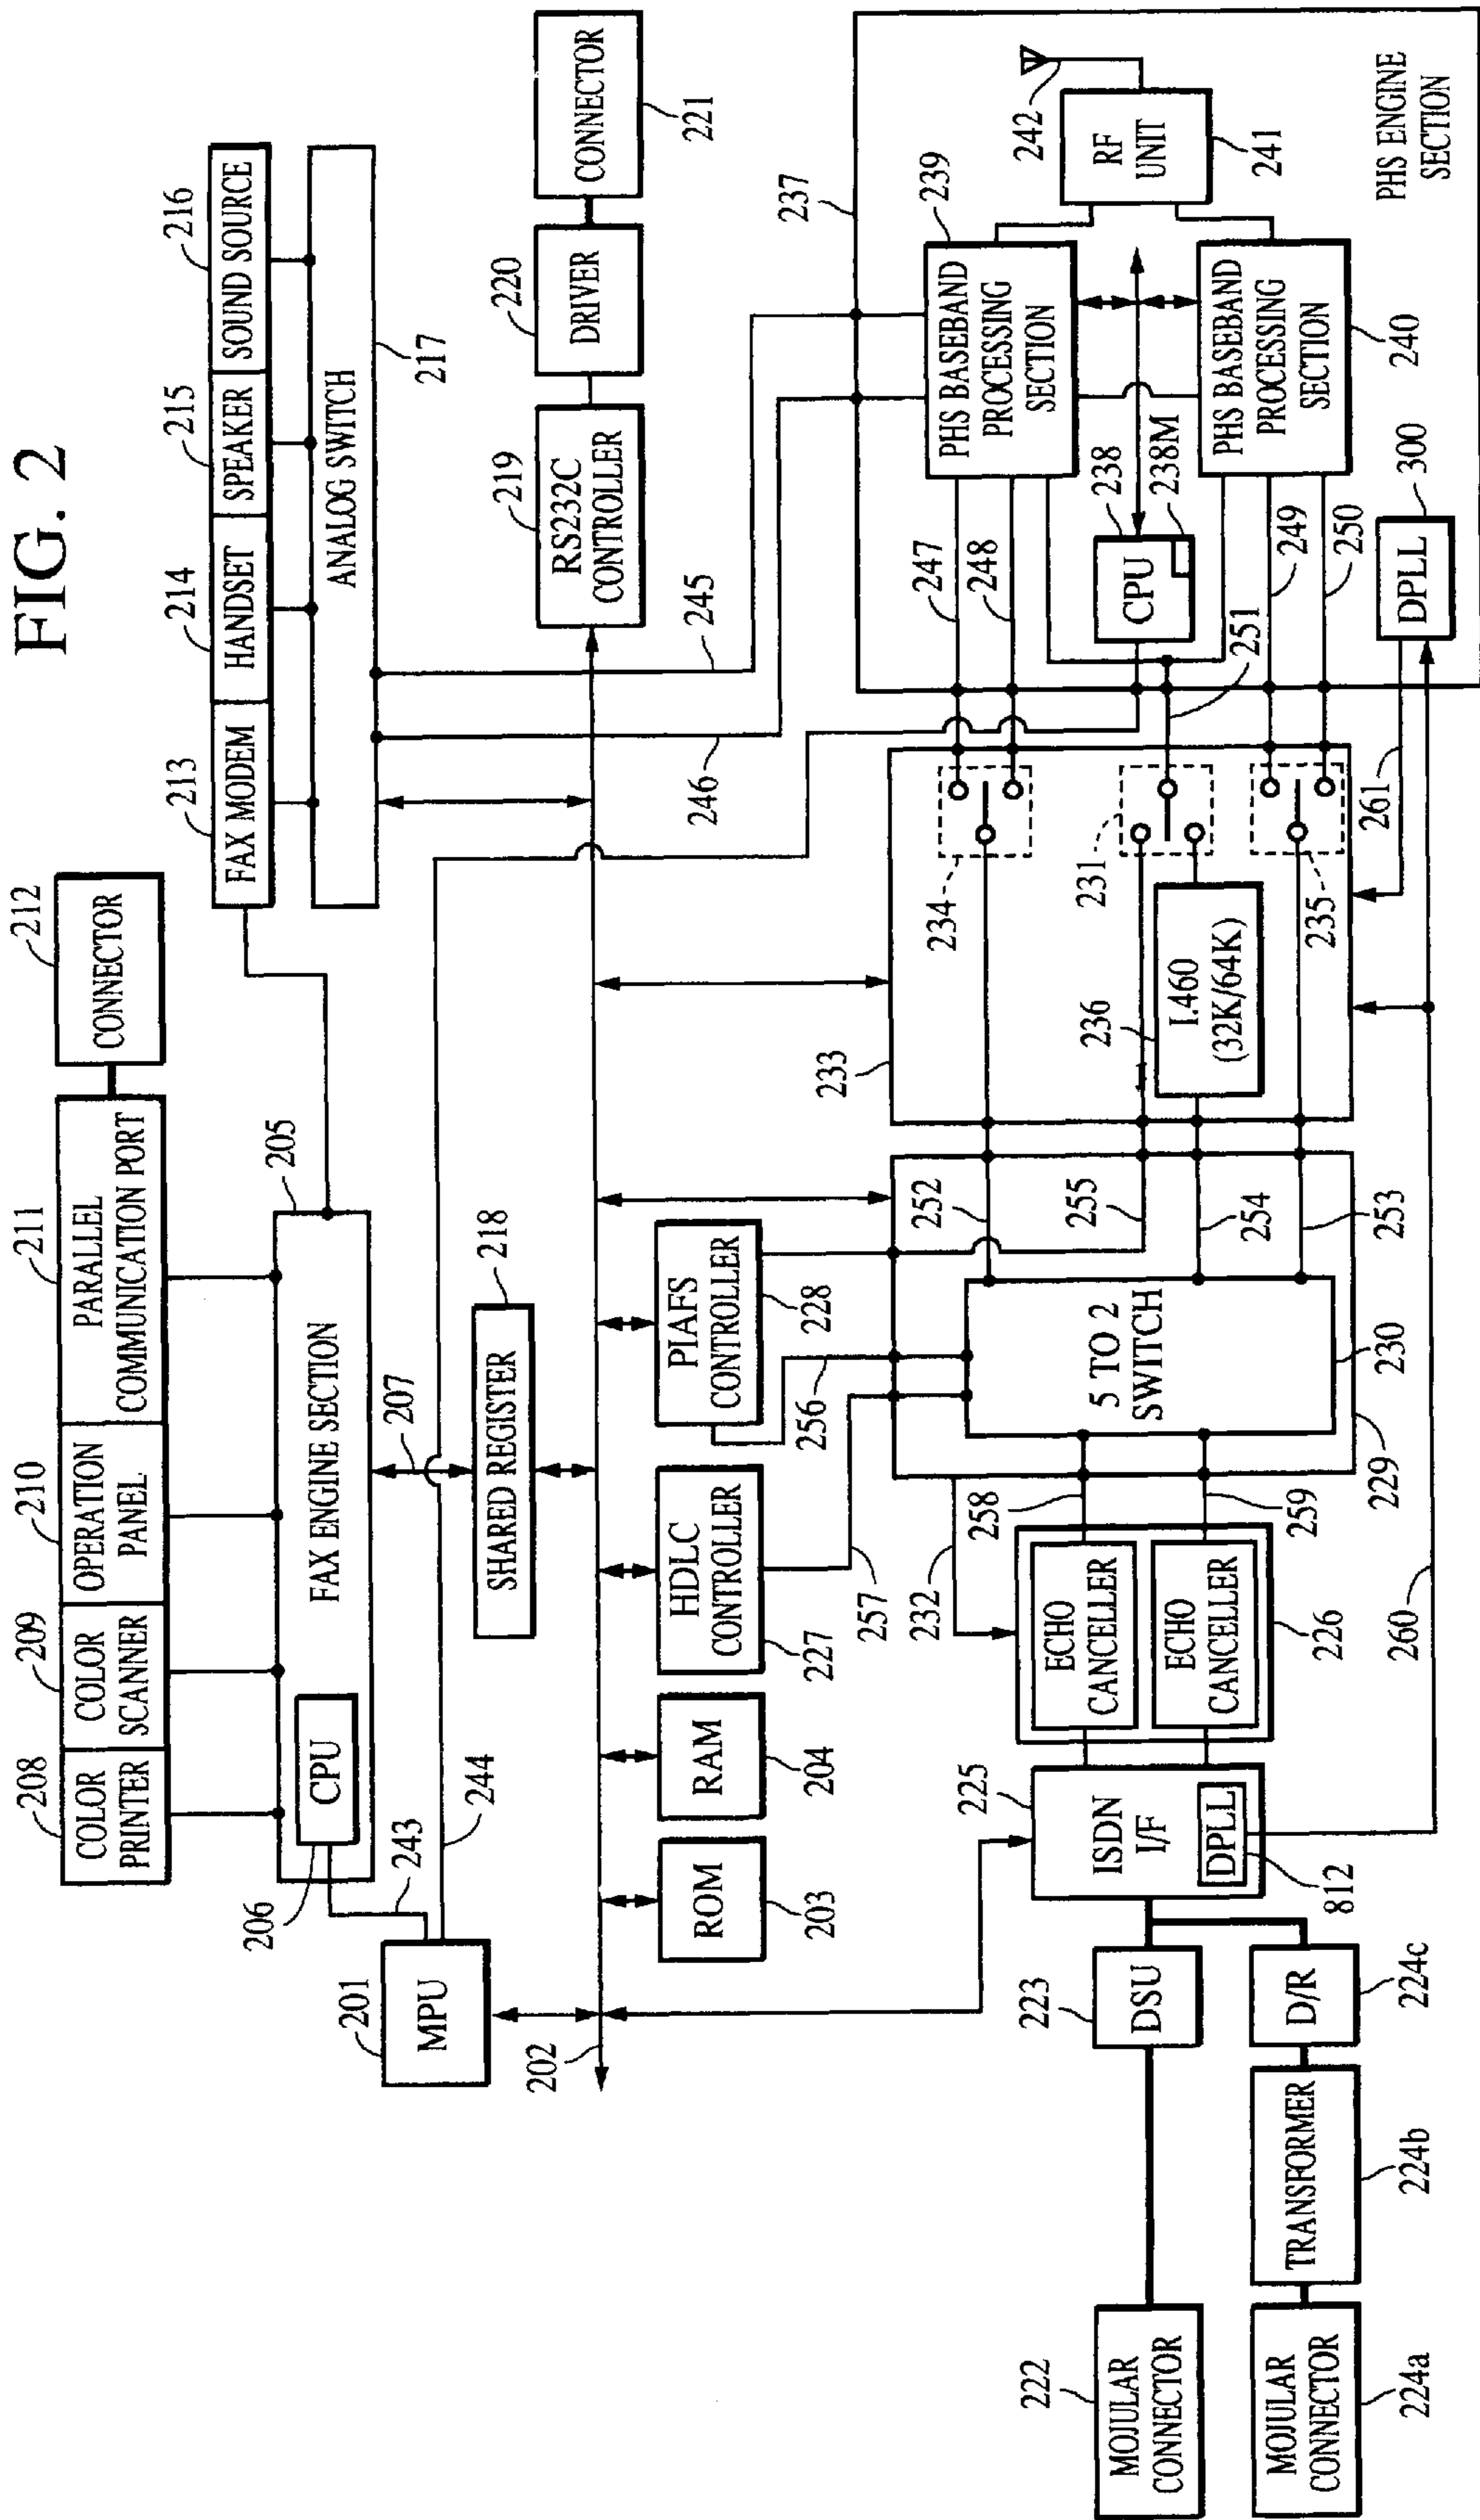 FIG. 2
208
COLOR
PRINTER
209
COLOR
SCANNER
210
OPERATION
PANEL
211
PARALLEL
COMMUNICATION PORT
212
CONNECTOR
213
FAX MODEM
214
HANDSET
215
SPEAKER
216
SOUND SOURCE
ANALOG SWITCH
217
205
FAX ENGINE SECTION
CPU
206
243
244
207
201
MPU
202
218
SHARED REGISTER
219
RS232C
CONTROLLER
220
DRIVER
CONNECTOR
221
245
246
ROM
203
RAM
204
HDLC
CONTROLLER
227
257
PIAFS
CONTROLLER
228
256
232
258
259
252
255
254
253
5 TO 2
SWITCH
230
229
233
236
I.460
(32K/64K)
234
231
235
237
247
248
251
249
250
238
CPU
238M
PHS BASEBAND
PROCESSING
SECTION
239
PHS BASEBAND
PROCESSING
SECTION
240
RF
UNIT
241
242
PHS ENGINE
SECTION
DPLL
300
261
260
222
MOJULAR
CONNECTOR
MOJULAR
CONNECTOR
224a
TRANSFORMER
224b
223
DSU
D/R
224c
225
ISDN
I/F
DPLL
812
ECHO
CANCELLER
ECHO
CANCELLER
226